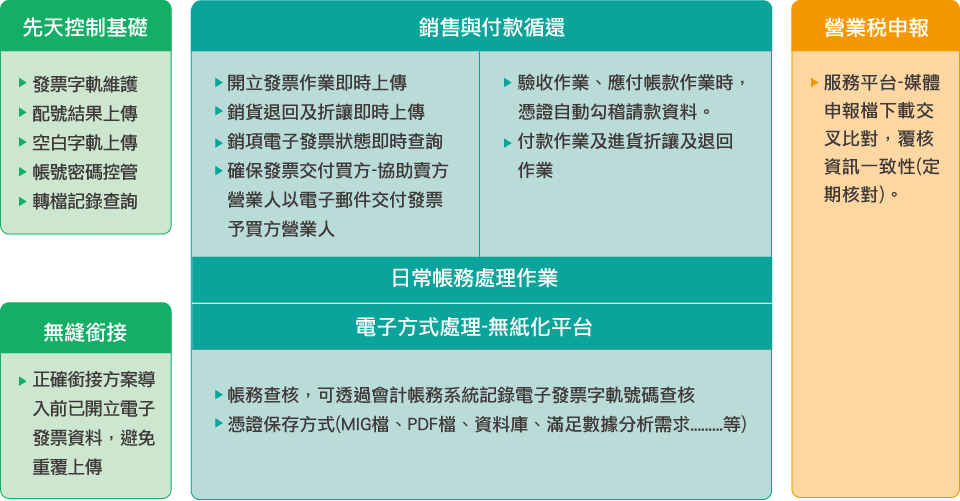 先天控制基礎
發票字軌維護
配號結果上傳
空白字軌上傳
帳號密碼控管
轉檔記錄查詢
無縫銜接
正確銜接方案導
入前已開立電子
發票資料，避免
重覆上傳
銷售與付款循還
開立發票作業即時上傳
銷貨退回及折讓即時上傳
銷項電子發票狀態即時查詢
確保發票交付買方-協助賣方
營業人以電子郵件交付發票
予買方營業人
驗收作業、應付帳款作業時，
憑證自動勾稽請款資料。
付款作業及進貨折讓及退回
作業
日常帳務處理作業
電子方式處理-無紙化平台
帳務查核，可透過會計帳務系統記錄電子發票字軌號碼查核
憑證保存方式(MIG檔、PDF檔、資料庫、滿足數據分析需求.........等)
營業税申報
服務平台-媒體
申報檔下載交
叉比對，覆核
資訊一致性(定
期核對)。